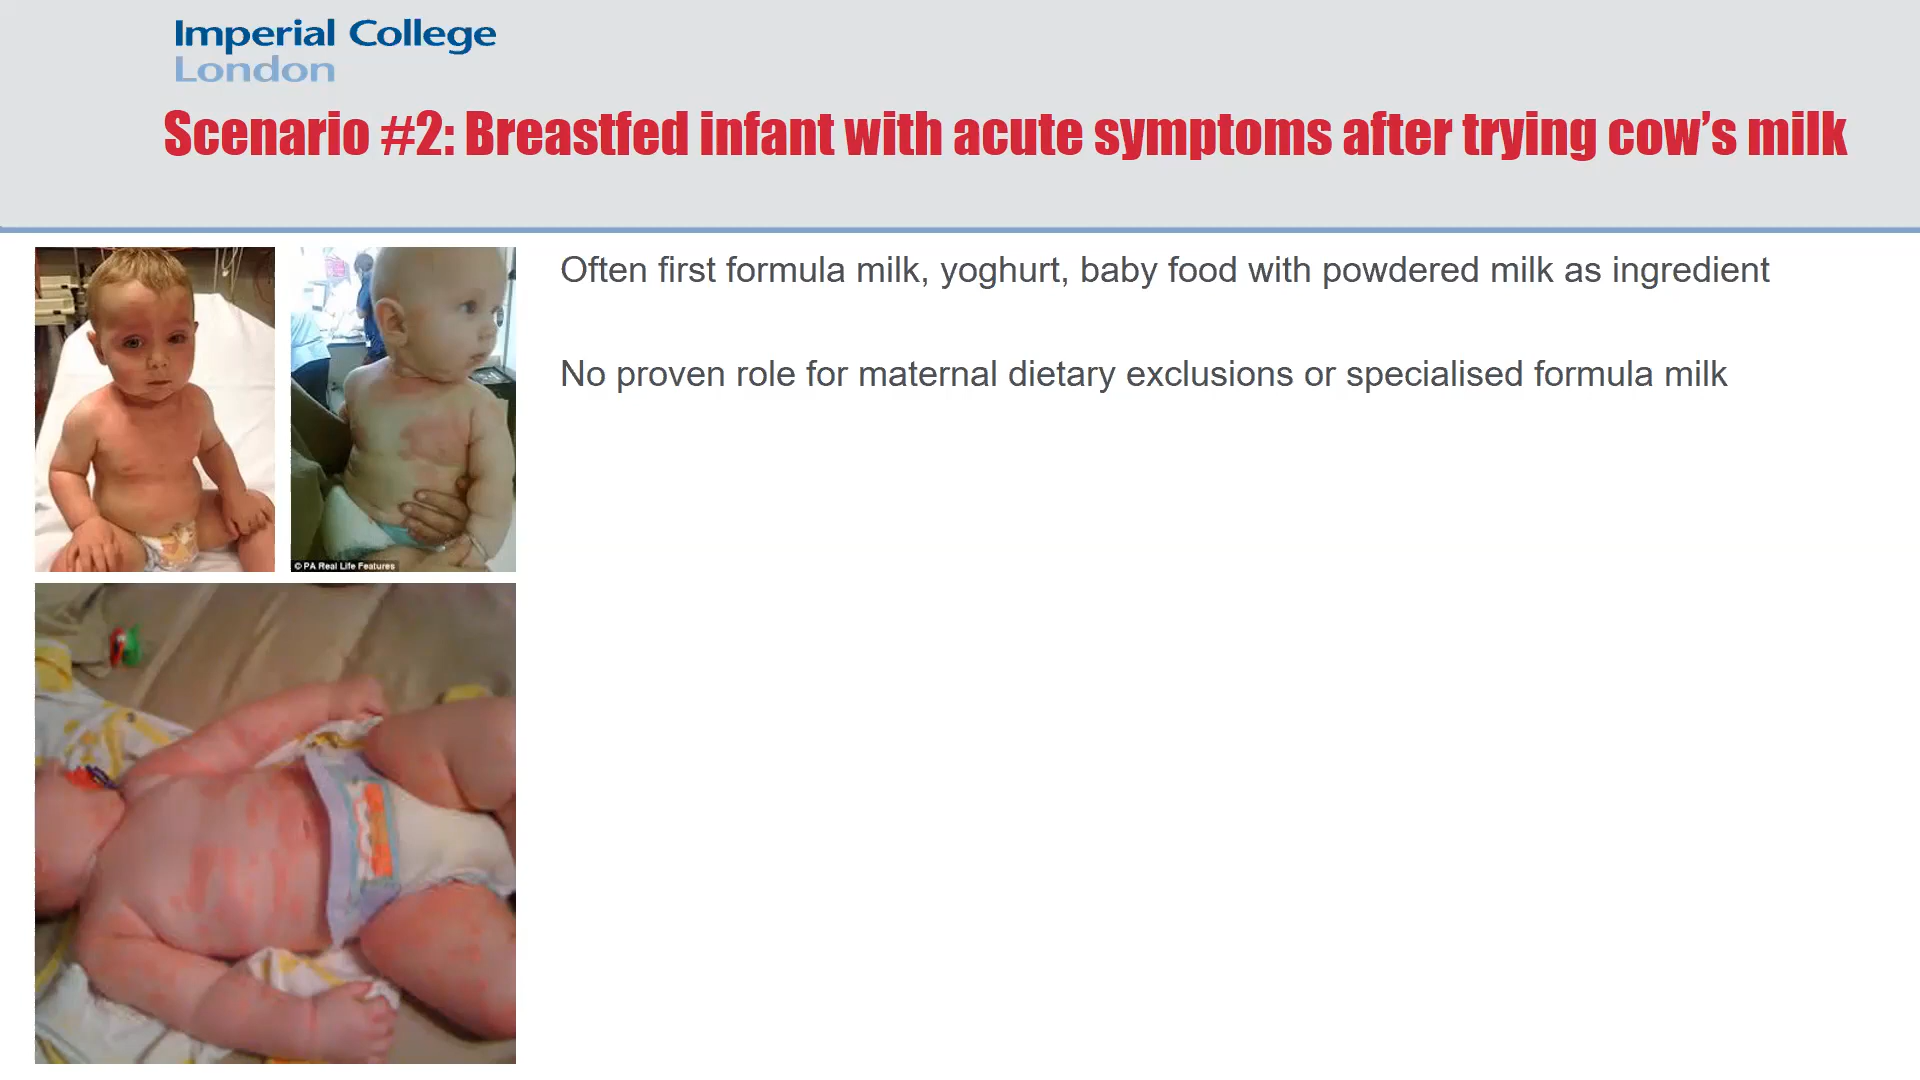 Imperial College
London
Scenario #2: Breastfed infant with acute symptoms after trying cow’s milk
Often first formula milk, yoghurt, baby food with powdered milk as ingredient
No proven role for maternal dietary exclusions or specialised formula milk
© PA Real Life Features